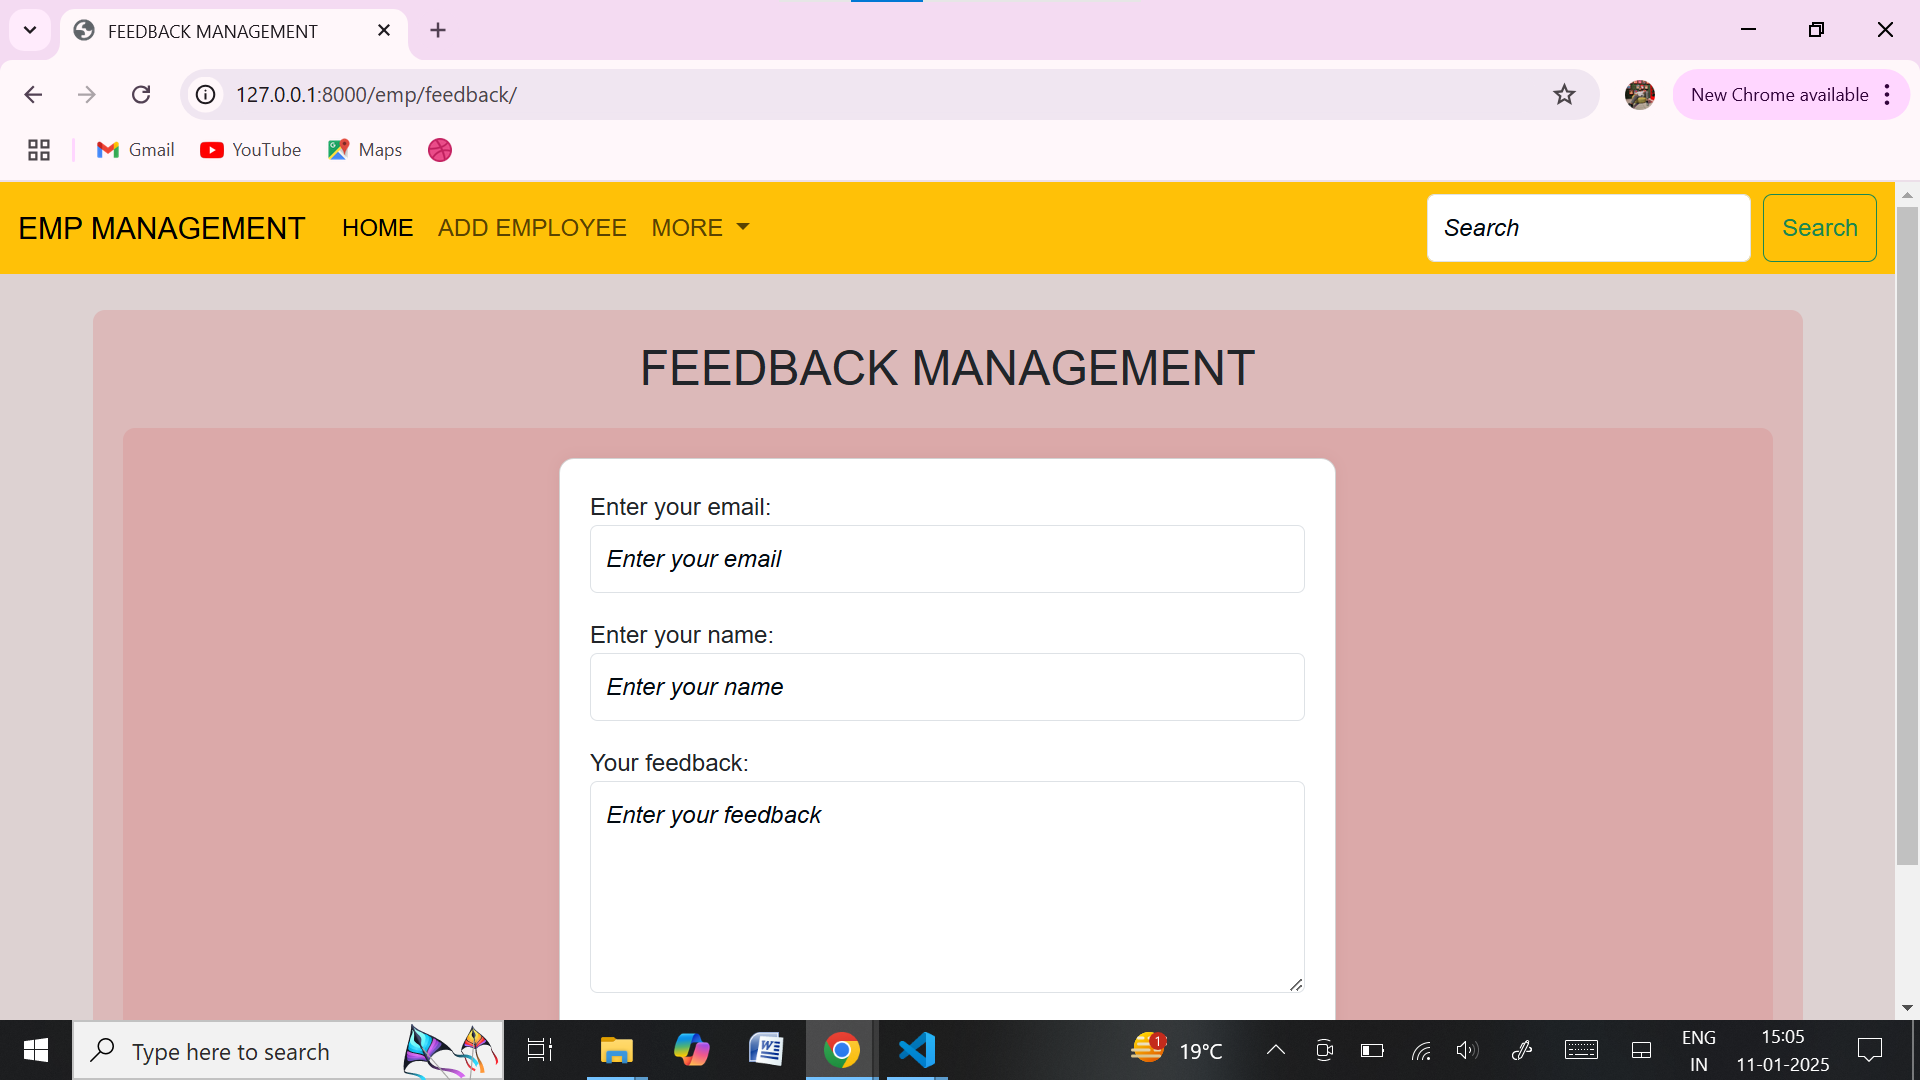 FEEDBACK MANAGEMENT
127.0.0.1:8000/emp/feedback/
New Chrome available
Gmail
YouTube
Maps
EMP MANAGEMENT
HOME
ADD EMPLOYEE
MORE
Search
Search
FEEDBACK MANAGEMENT
Enter your email:
Enter your email
Enter your name:
Enter your name
Your feedback:
Enter your feedback
Type here to search
1
19°C
ENG
IN
15:05
11-01-2025